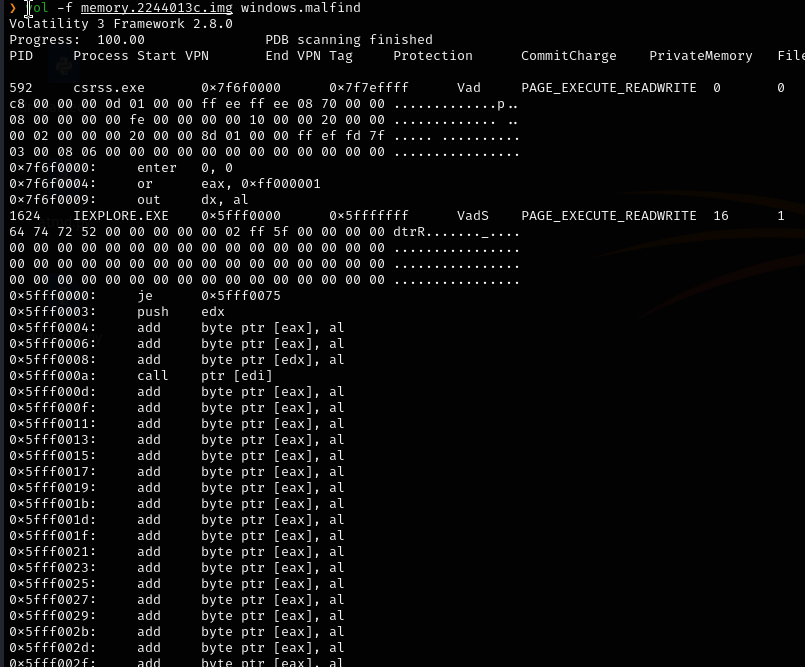 ❯ vol -f memory.2244013c.img windows.malfind
Volatility 3 Framework 2.8.0
Progress:  100.00               PDB scanning finished
PID     Process Start VPN       End VPN Tag     Protection      CommitCharge    PrivateMemory   File
592     csrss.exe       0x7f6f0000      0x7f7effff      Vad     PAGE_EXECUTE_READWRITE  0       0
c8 00 00 00 0d 01 00 00 ff ee ff ee 08 70 00 00 .............p..
08 00 00 00 00 fe 00 00 00 00 10 00 00 20 00 00 ............. ..
00 02 00 00 00 20 00 00 8d 01 00 00 ff ef fd 7f ..... ..........
03 00 08 06 00 00 00 00 00 00 00 00 00 00 00 00 ................
0x7f6f0000:     enter   0, 0
0x7f6f0004:     or      eax, 0xff000001
0x7f6f0009:     out     dx, al
1624    IEXPLORE.EXE    0x5fff0000      0x5fffffff      VadS    PAGE_EXECUTE_READWRITE  16      1
64 74 72 52 00 00 00 00 00 02 ff 5f 00 00 00 00 dtrR......._....
00 00 00 00 00 00 00 00 00 00 00 00 00 00 00 00 ................
00 00 00 00 00 00 00 00 00 00 00 00 00 00 00 00 ................
00 00 00 00 00 00 00 00 00 00 00 00 00 00 00 00 ................
0x5fff0000:     je      0x5fff0075
0x5fff0003:     push    edx
0x5fff0004:     add     byte ptr [eax], al
0x5fff0006:     add     byte ptr [eax], al
0x5fff0008:     add     byte ptr [edx], al
0x5fff000a:     call    ptr [edi]
0x5fff000d:     add     byte ptr [eax], al
0x5fff000f:     add     byte ptr [eax], al
0x5fff0011:     add     byte ptr [eax], al
0x5fff0013:     add     byte ptr [eax], al
0x5fff0015:     add     byte ptr [eax], al
0x5fff0017:     add     byte ptr [eax], al
0x5fff0019:     add     byte ptr [eax], al
0x5fff001b:     add     byte ptr [eax], al
0x5fff001d:     add     byte ptr [eax], al
0x5fff001f:     add     byte ptr [eax], al
0x5fff0021:     add     byte ptr [eax], al
0x5fff0023:     add     byte ptr [eax], al
0x5fff0025:     add     byte ptr [eax], al
0x5fff0027:     add     byte ptr [eax], al
0x5fff0029:     add     byte ptr [eax], al
0x5fff002b:     add     byte ptr [eax], al
0x5fff002d:     add     byte ptr [eax], al
0x5fff002f:     add     byte ptr [eax], al